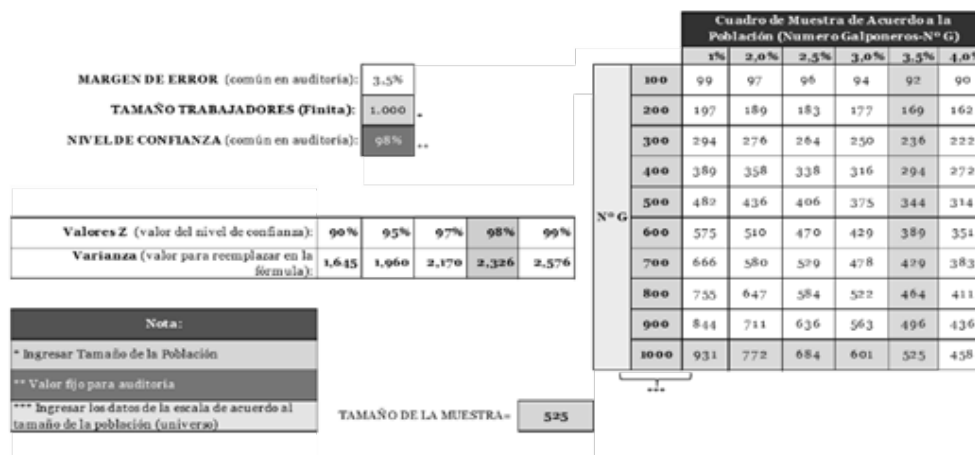 Cuadro de Muestra de Acuerdo a la
Población (Numero Galponeros-Nº G)
1% 2,0% 2,5% 3,0% 3,5% 4,0%
MARGEN DE ERROR (común en auditoría): 3,5%
TAMAÑO TRABAJADORES (Finita): 1.000 *
NIVEL DE CONFIANZA (común en auditoría): 98% **
Nº G
100 99 97 96 94 92 90
200 197 189 183 177 169 162
300 294 276 264 250 236 222
400 389 358 338 316 294 272
500 482 436 406 375 344 314
600 575 510 470 429 389 351
700 666 580 529 478 429 383
800 755 647 584 522 464 411
900 844 711 636 563 496 436
1000 931 772 684 601 525 458
***
Valores Z (valor del nivel de confianza): 90% 95% 97% 98% 99%
Varianza (valor para reemplazar en la
fórmula): 1,645 1,960 2,170 2,326 2,576
Nota:
* Ingresar Tamaño de la Población
** Valor fijo para auditoría
*** Ingresar los datos de la escala de acuerdo al
tamaño de la población (universo)
TAMAÑO DE LA MUESTRA= 525